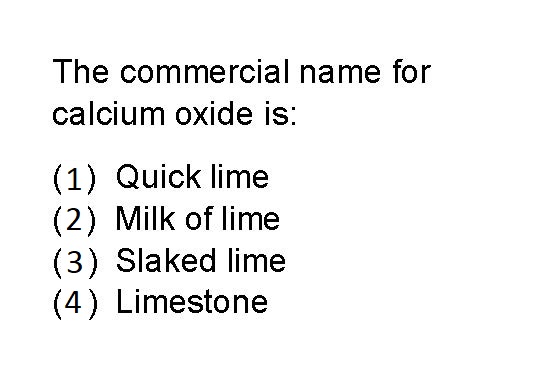 The commercial name for
calcium oxide is:
(1) Quick lime
(2) Milk of lime
(3) Slaked lime
(4) Limestone